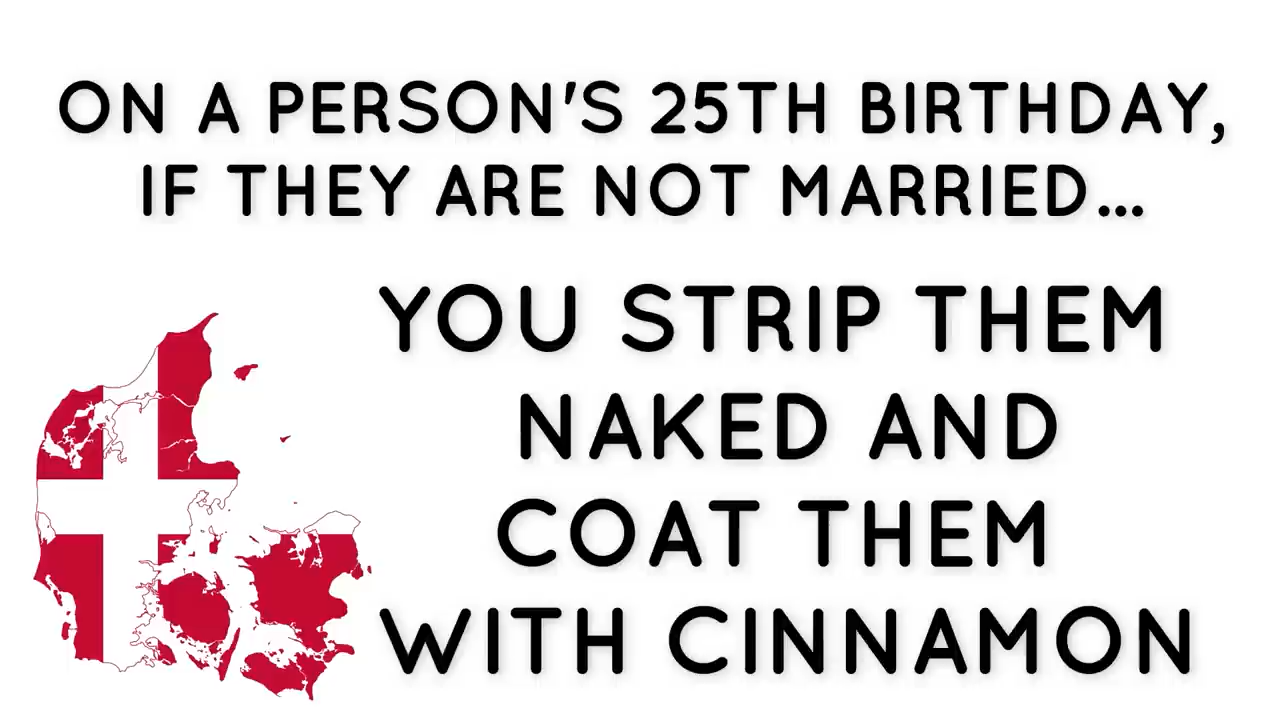 ON A PERSON'S 25TH BIRTHDAY,
IF THEY ARE NOT MARRIED...
YOU STRIP THEM
NAKED AND
COAT THEM
WITH CINNAMON